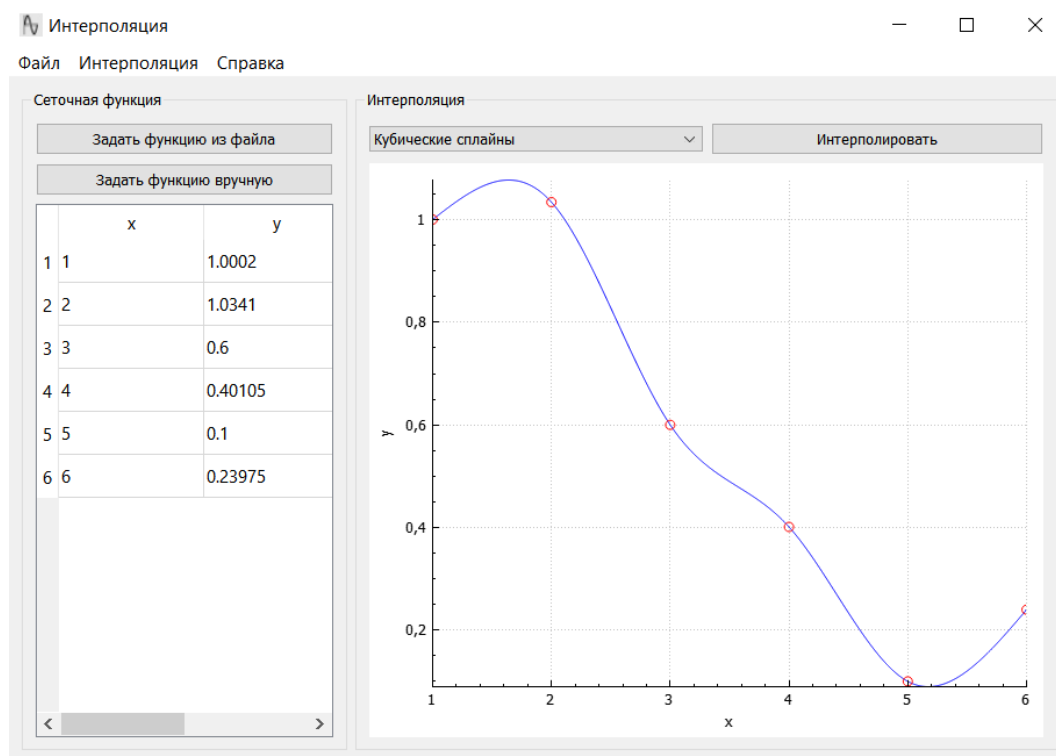 Интерполяция
Файл Интерполяция Справка
Сеточная функция
Задать функцию из файла
Задать функцию вручную
x y
1 1 1.0002
2 2 1.0341
3 3 0.6
4 4 0.40105
5 5 0.1
6 6 0.23975
Интерполяция
Кубические сплайны Интерполировать
1
0,8
0,6
0,4
0,2
y
1 2 3 4 5 6
x